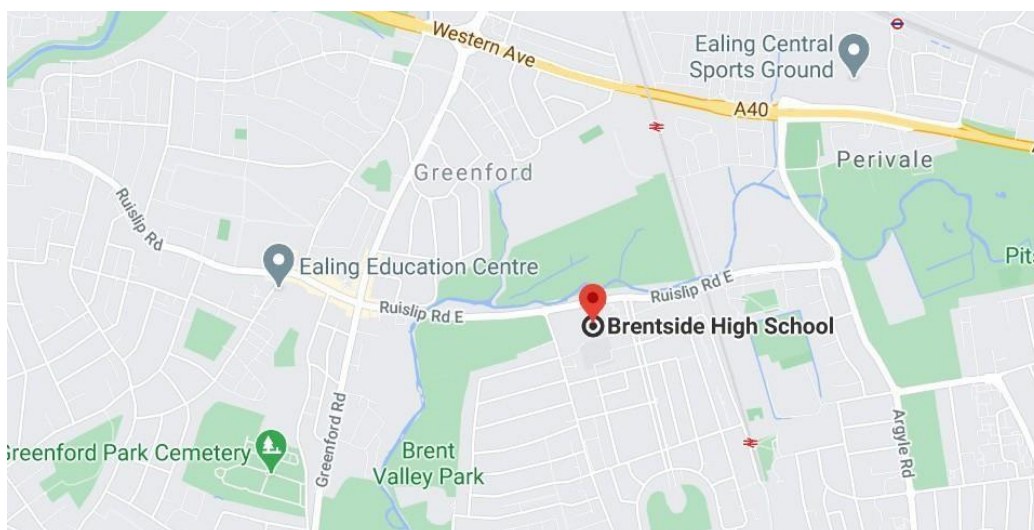 Western Ave
Ealing Central
Sports Ground
A40
Greenford
Perivale
Ruislip Rd
Ealing Education Centre
Ruislip Rd E
Ruislip Rd E
Brentside High School
Greenford Rd
Argyle Rd
Greenford Park Cemetery
Brent
Valley Park